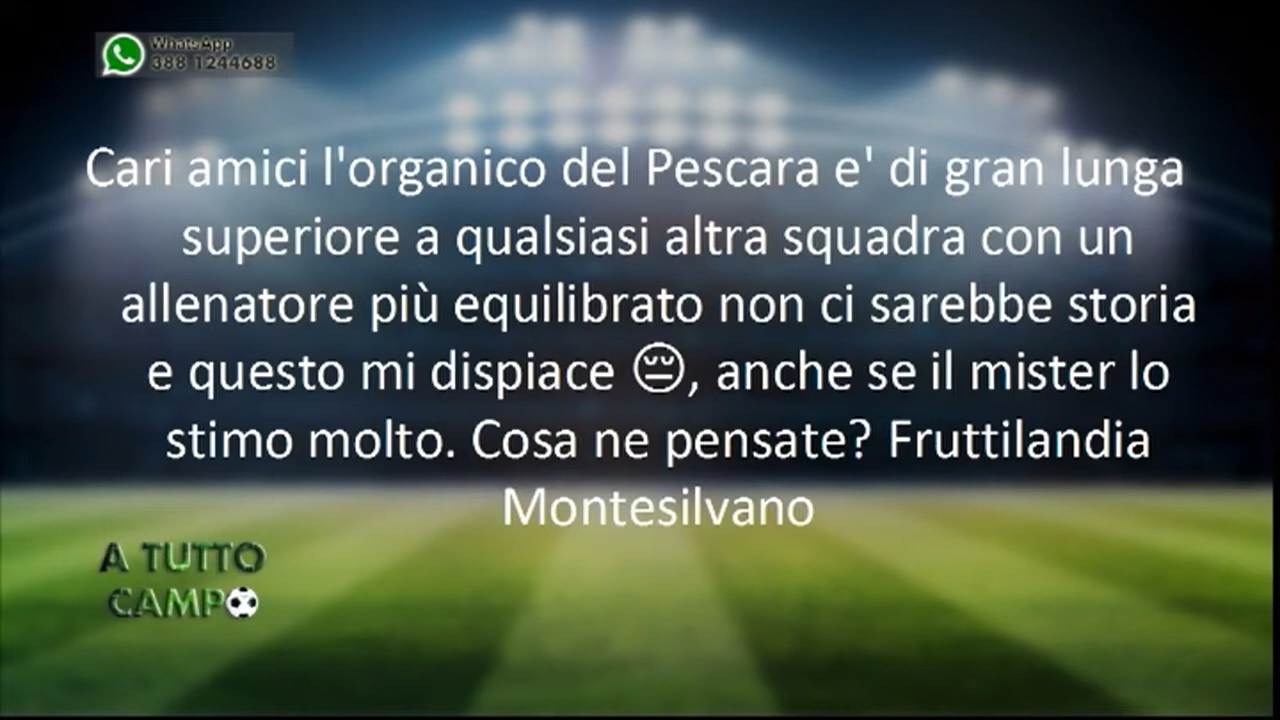 WhatsApp
388 1244688
Cari amici l'organico del Pescara e' di gran lunga
superiore a qualsiasi altra squadra con un
allenatore più equilibrato non ci sarebbe storia
e questo mi dispiace 😔, anche se il mister lo
stimo molto. Cosa ne pensate? Fruttilandia
Montesilvano
A TUTTO
CAMPO